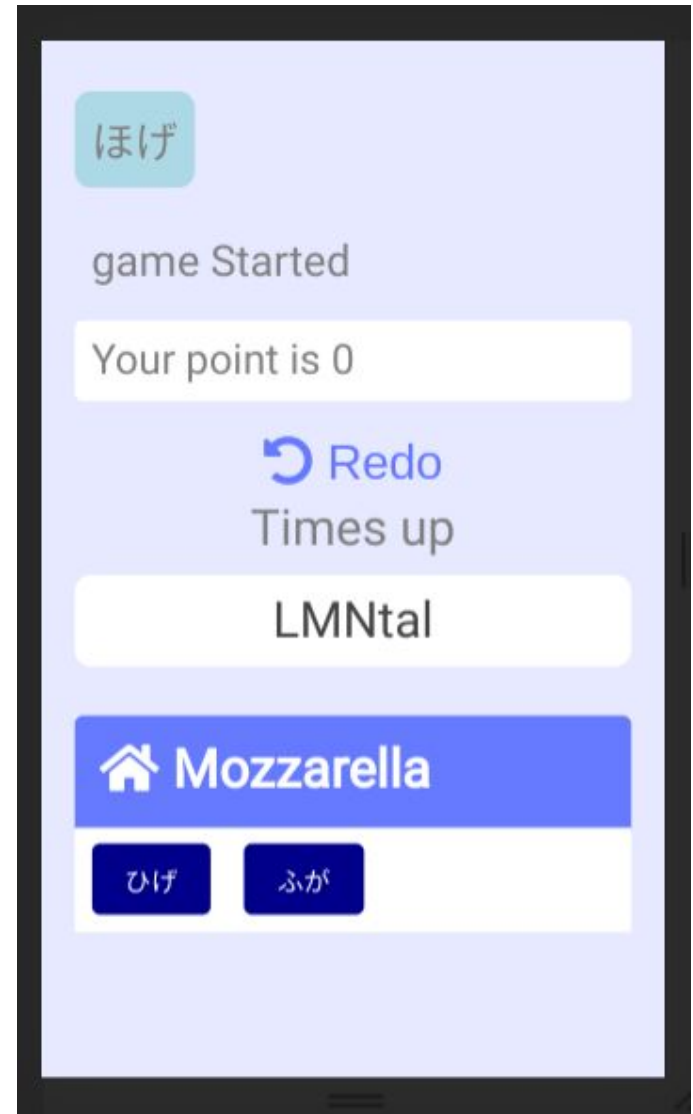 ほげ
game Started
Your point is 0
Redo
Times up
LMNtal
Mozzarella
ひげ ふが